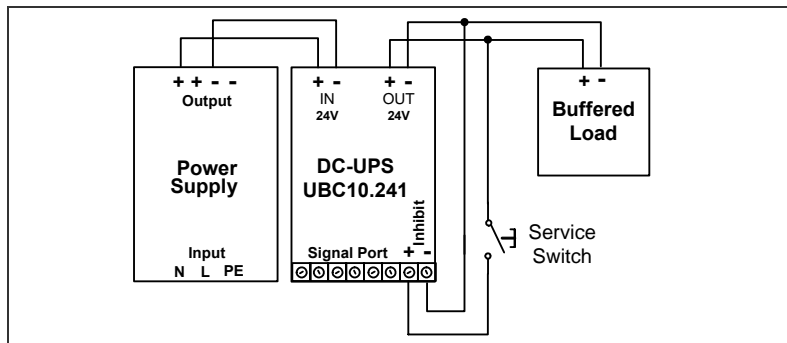 + + - -
Output
Power
Supply
Input
N L PE
+ -
IN
24V
+ -
OUT
24V
DC-UPS
UBC10.241
Inhibit
Signal Port
+ -
+ -
Buffered
Load
Service
Switch